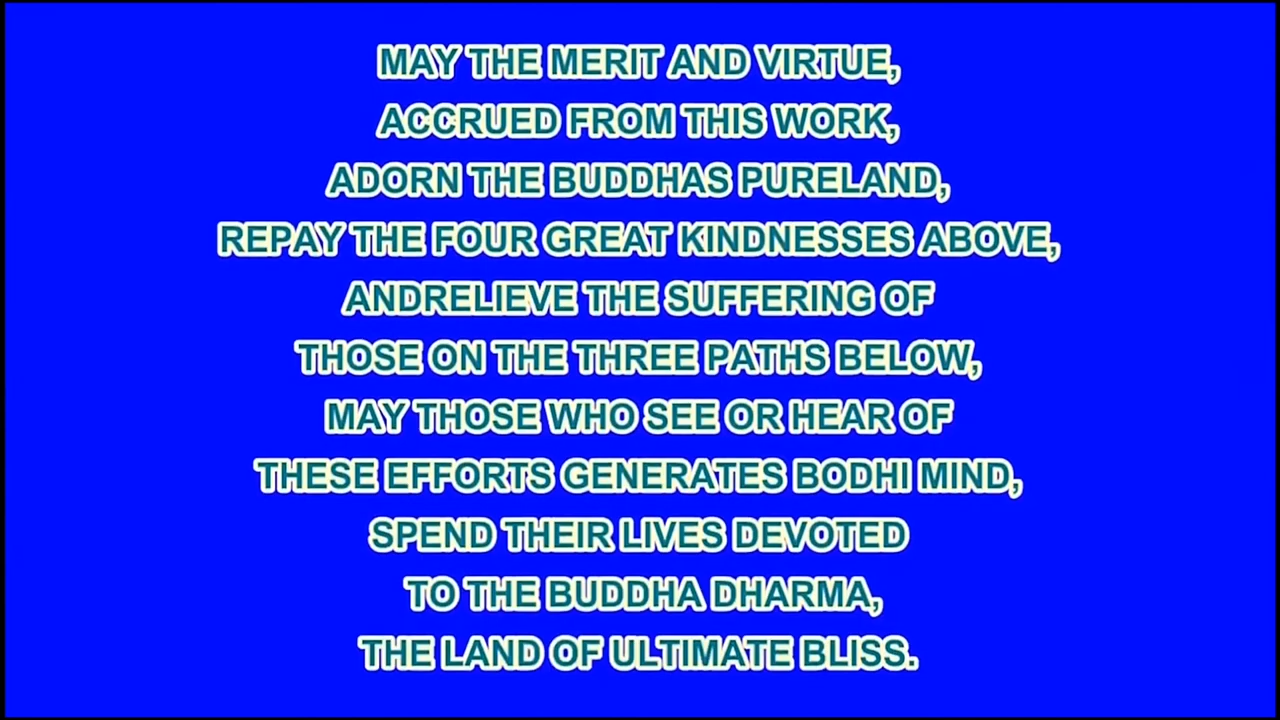 MAY THE MERIT AND VIRTUE,
ACCRUED FROM THIS WORK,
ADORN THE BUDDHAS PURELAND,
REPAY THE FOUR GREAT KINDNESSES ABOVE,
ANDRELIEVE THE SUFFERING OF
THOSE ON THE THREE PATHS BELOW,
MAY THOSE WHO SEE OR HEAR OF
THESE EFFORTS GENERATES BODHI MIND,
SPEND THEIR LIVES DEVOTED
TO THE BUDDHA DHARMA,
THE LAND OF ULTIMATE BLISS.